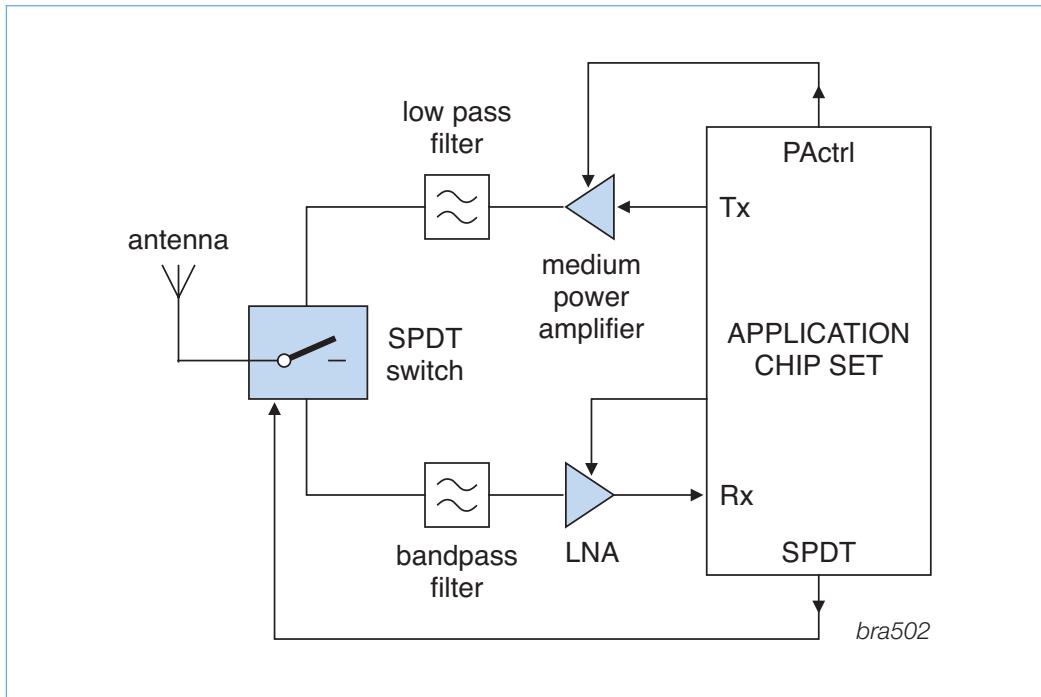 low pass
filter
PActrl
Tx
antenna
medium
power
amplifier
SPDT
switch
APPLICATION
CHIP SET
Rx
bandpass
filter
LNA
SPDT
bra502